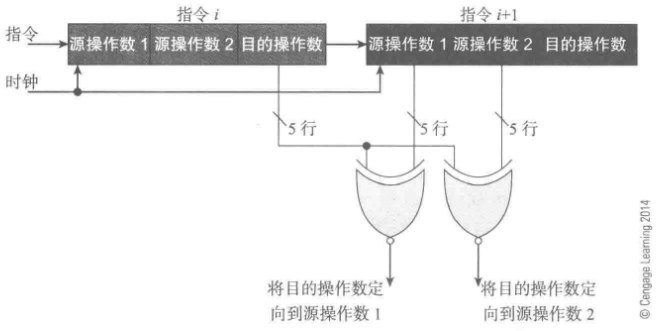 指令 i
指令 i+1
指令
源操作数 1 源操作数 2 目的操作数
源操作数 1 源操作数 2 目的操作数
时钟
5 行
5 行
5 行
将目的操作数定
向到源操作数 1
将目的操作数定
向到源操作数 2
© Cengage Learning 2014